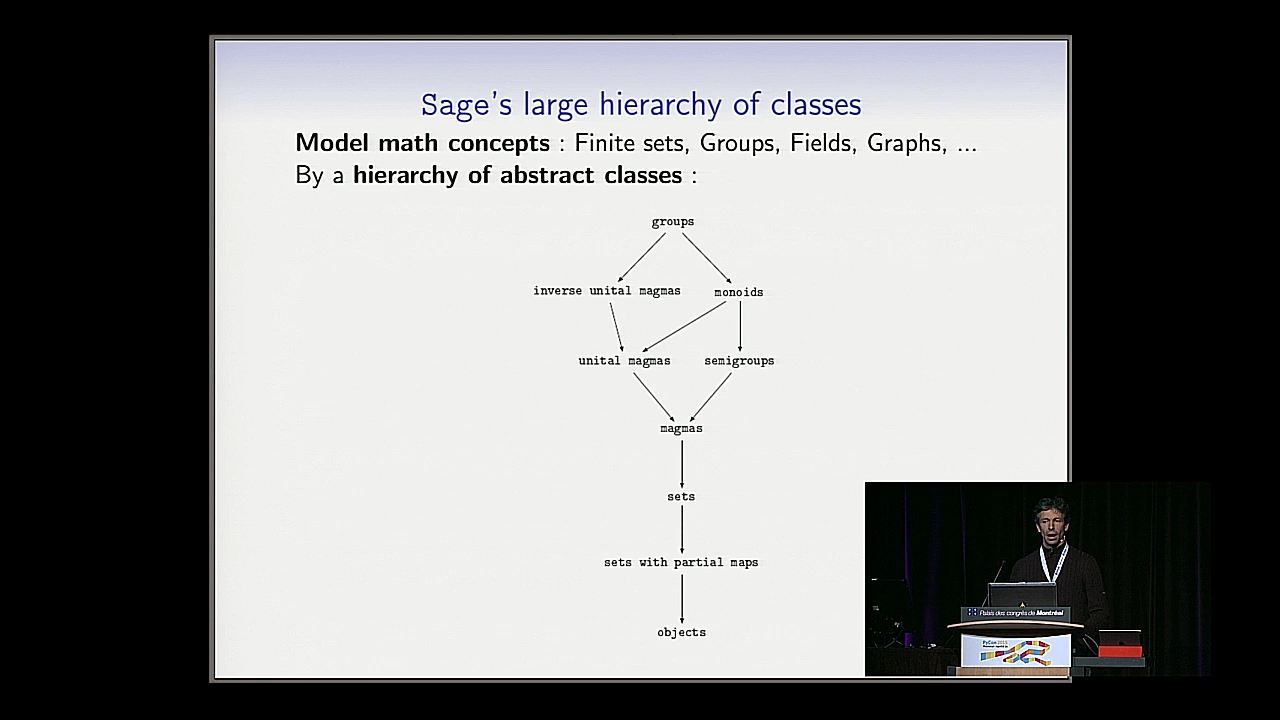 Sage's large hierarchy of classes
Model math concepts : Finite sets, Groups, Fields, Graphs, ...
By a hierarchy of abstract classes :
groups
inverse unital magmas monoids
unital magmas semigroups
magmas
sets
sets with partial maps
objects
Palais des congrès de Montréal
PyCon 2015